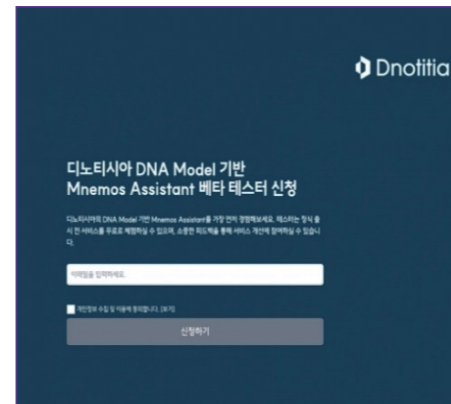 Dnotitia
디노티시아 DNA Model 기반
Mnemos Assistant 베타 테스터 신청
디노티시아의 DNA Model 기반 Mnemos Assistant를 가장 먼저 경험해보세요. 테스터는 정식 출
시 전 서비스를 무료로 체험하실 수 있으며, 소중한 피드백을 통해 서비스 개선에 참여하실 수 있습니
다.
이메일을 입력하세요.
개인정보 수집 및 이용에 동의합니다. [보기]
신청하기